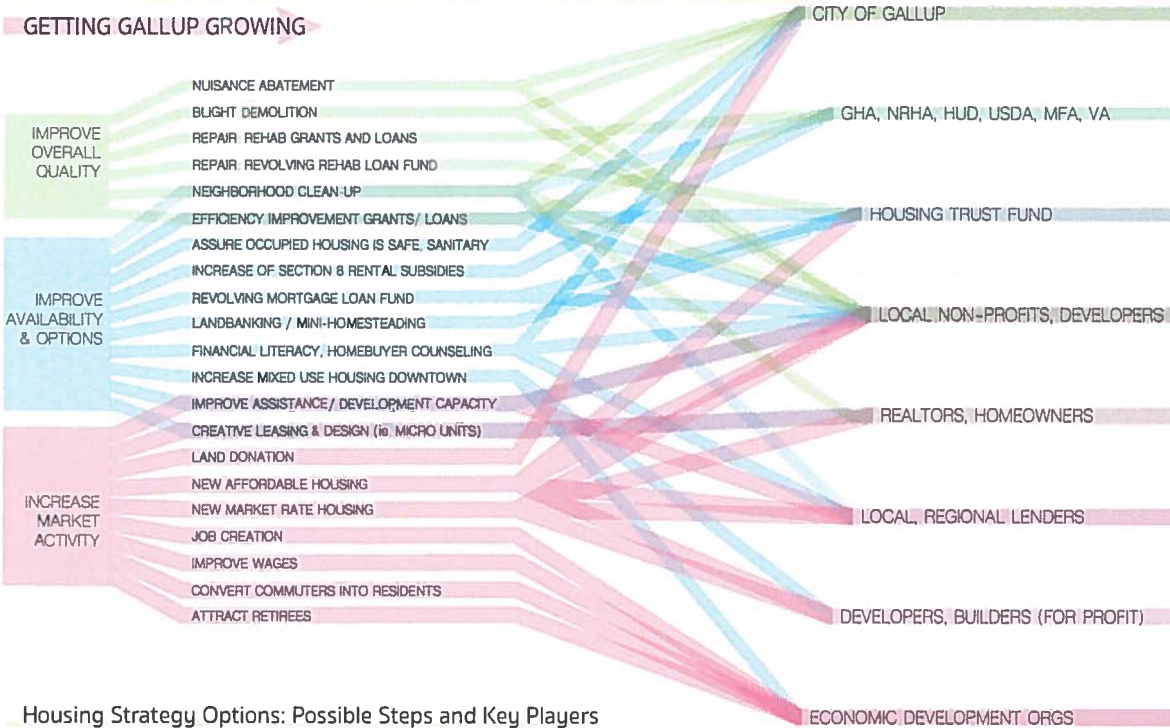 GETTING GALLUP GROWING
IMPROVE
OVERALL
QUALITY
IMPROVE
AVAILABILITY
& OPTIONS
INCREASE
MARKET
ACTIVITY
NUISANCE ABATEMENT
BLIGHT DEMOLITION
REPAIR: REHAB GRANTS AND LOANS
REPAIR: REVOLVING REHAB LOAN FUND
NEIGHBORHOOD CLEAN-UP
EFFICIENCY IMPROVEMENT GRANTS/ LOANS
ASSURE OCCUPIED HOUSING IS SAFE, SANITARY
INCREASE OF SECTION 8 RENTAL SUBSIDIES
REVOLVING MORTGAGE LOAN FUND
LANDBANKING / MINI-HOMESTEADING
FINANCIAL LITERACY, HOMEBUYER COUNSELING
INCREASE MIXED USE HOUSING DOWNTOWN
IMPROVE ASSISTANCE/ DEVELOPMENT CAPACITY
CREATIVE LEASING & DESIGN (ie MICRO UNITS)
LAND DONATION
NEW AFFORDABLE HOUSING
NEW MARKET RATE HOUSING
JOB CREATION
IMPROVE WAGES
CONVERT COMMUTERS INTO RESIDENTS
ATTRACT RETIREES
CITY OF GALLUP
GHA, NRHA, HUD, USDA, MFA, VA
HOUSING TRUST FUND
LOCAL NON-PROFITS, DEVELOPERS
REALTORS, HOMEOWNERS
LOCAL, REGIONAL LENDERS
DEVELOPERS, BUILDERS (FOR PROFIT)
ECONOMIC DEVELOPMENT ORGS
Housing Strategy Options: Possible Steps and Key Players